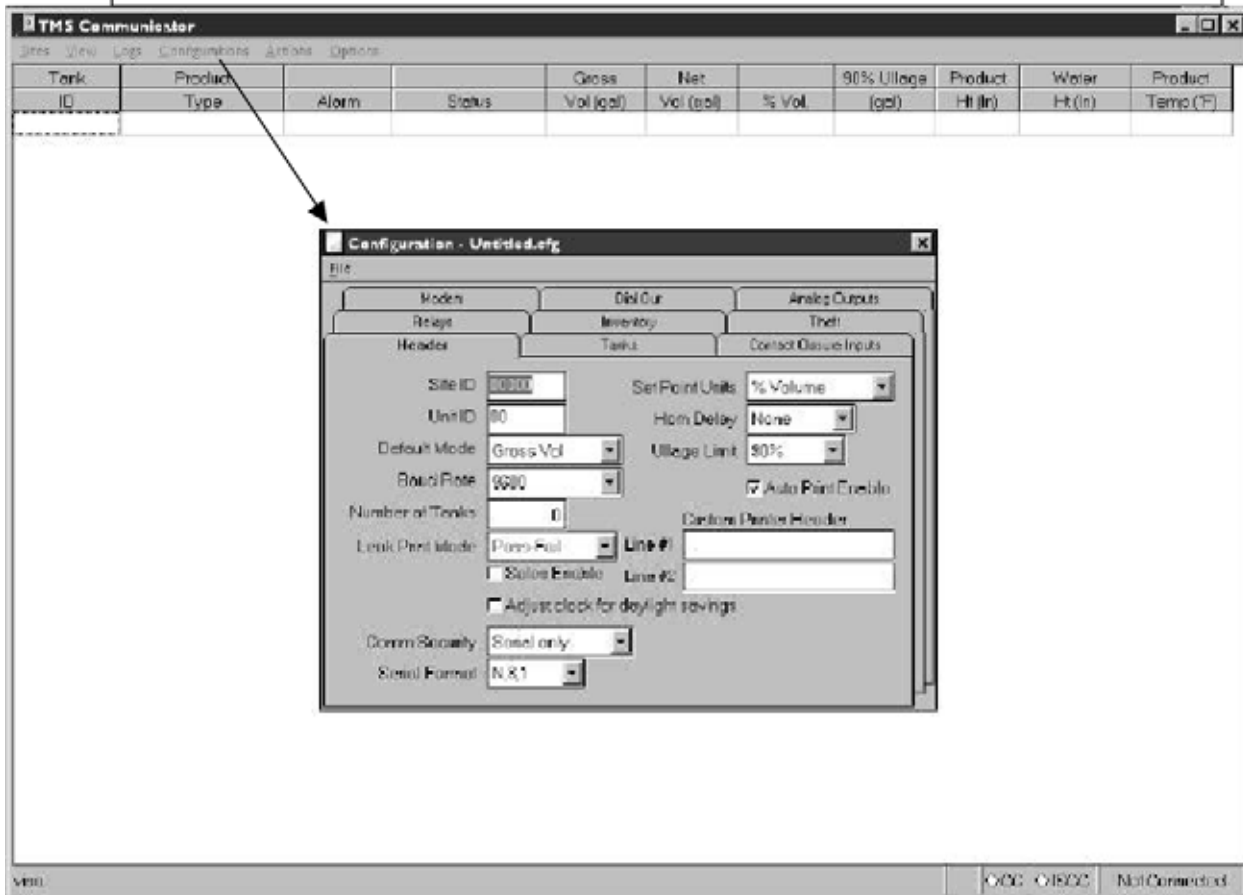 TMS Communicator
Sites View Logs Configurations Actions Options
Tank Product Gross Net 90% Ullage Product Water Product
ID Type Alarm Status Vol (gal) Vol (gal) % Vol. (gal) Ht (In) Ht (In) Temp (°F)
Configuration - Untitled.cfg
File
Modem Dial Out Analog Outputs
Relays Inventory Theft
Header Tanks Contact Closure Inputs
Site ID Set Point Units % Volume
Unit ID 00 Horn Delay None
Default Mode Gross Vol Ullage Limit 90%
Baud Rate 9600 Auto Print Enable
Number of Tanks 0 Custom Printer Header
Leak Print Mode Pass-Fail Line #1
Sales Enable Line #2
Adjust clock for daylight savings
Comm Security Serial only
Serial Format N,8,1
CC ISCC Not Connected